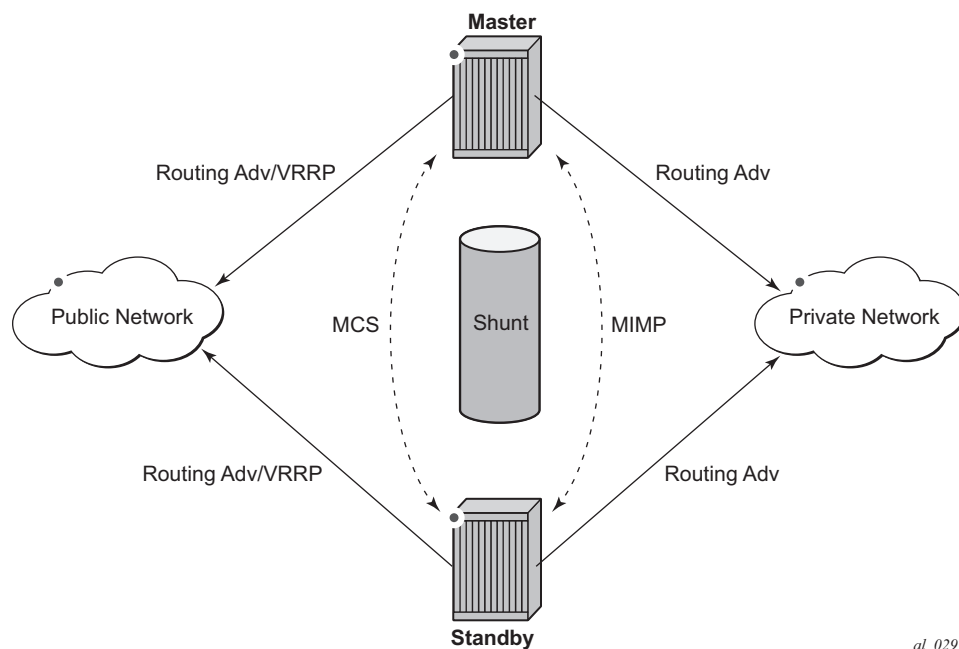 Master
Routing Adv/VRRP
Routing Adv
Public Network
MCS
Shunt
MIMP
Private Network
Routing Adv/VRRP
Routing Adv
Standby
al_029